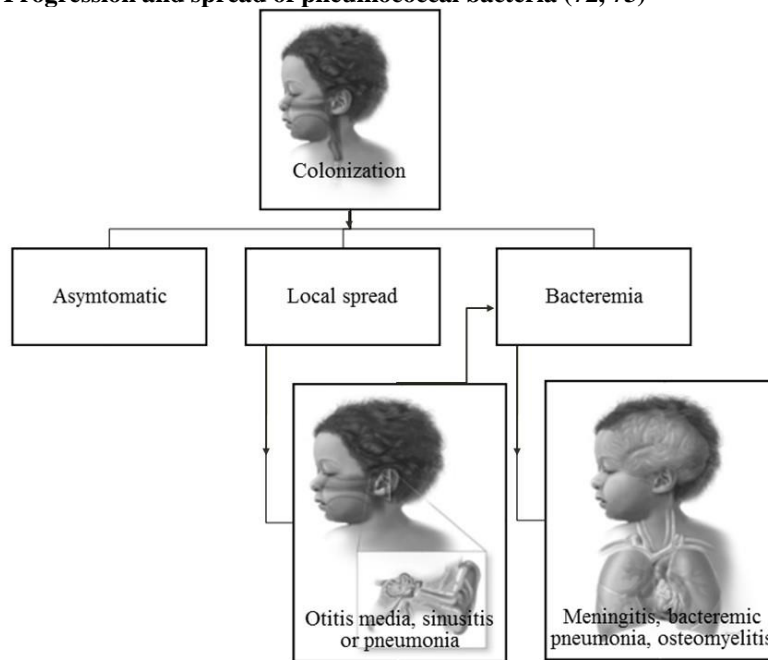 Progression and spread of pneumococcal bacteria (72, 73)
Colonization
Asymtomatic
Local spread
Bacteremia
Otitis media, sinusitis
or pneumonia
Meningitis, bacteremic
pneumonia, osteomyelitis